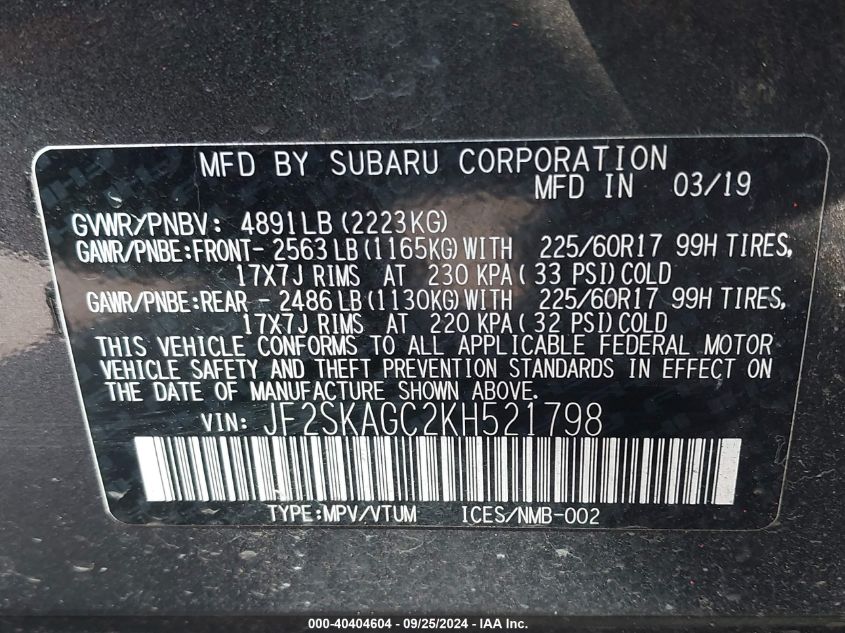 MFD BY SUBARU CORPORATION
MFD IN 03/19
GVWR/PNBV: 4891LB(2223KG)
GAWR/PNBE:FRONT- 2563LB(1165KG)WITH 225/60R17 99H TIRES,
17X7J RIMS AT 230 KPA(33 PSI)COLD
GAWR/PNBE:REAR - 2486LB(1130KG)WITH 225/60R17 99H TIRES,
17X7J RIMS AT 220 KPA(32 PSI)COLD
THIS VEHICLE CONFORMS TO ALL APPLICABLE FEDERAL MOTOR
VEHICLE SAFETY AND THEFT PREVENTION STANDARDS IN EFFECT ON
THE DATE OF MANUFACTURE SHOWN ABOVE.
VIN: JF2SKAGC2KH521798
TYPE:MPV/VTUM ICES/NMB-002
000-40404604 - 09/25/2024 - IAA Inc.